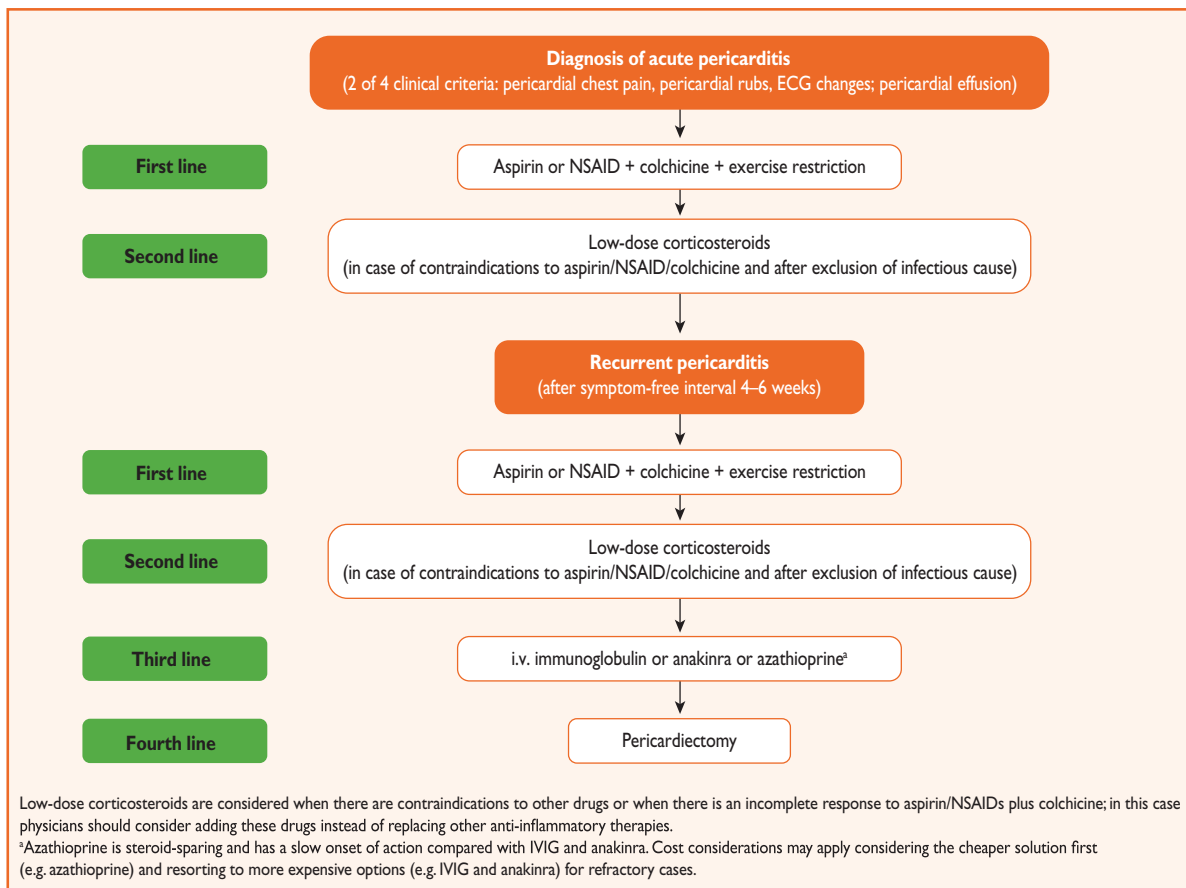 Diagnosis of acute pericarditis
(2 of 4 clinical criteria: pericardial chest pain, pericardial rubs, ECG changes; pericardial effusion)
First line
Aspirin or NSAID + colchicine + exercise restriction
Second line
Low-dose corticosteroids
(in case of contraindications to aspirin/NSAID/colchicine and after exclusion of infectious cause)
Recurrent pericarditis
(after symptom-free interval 4–6 weeks)
First line
Aspirin or NSAID + colchicine + exercise restriction
Second line
Low-dose corticosteroids
(in case of contraindications to aspirin/NSAID/colchicine and after exclusion of infectious cause)
Third line
i.v. immunoglobulin or anakinra or azathioprineᵃ
Fourth line
Pericardiectomy
Low-dose corticosteroids are considered when there are contraindications to other drugs or when there is an incomplete response to aspirin/NSAIDs plus colchicine; in this case
physicians should consider adding these drugs instead of replacing other anti-inflammatory therapies.
ᵃAzathioprine is steroid-sparing and has a slow onset of action compared with IVIG and anakinra. Cost considerations may apply considering the cheaper solution first
(e.g. azathioprine) and resorting to more expensive options (e.g. IVIG and anakinra) for refractory cases.